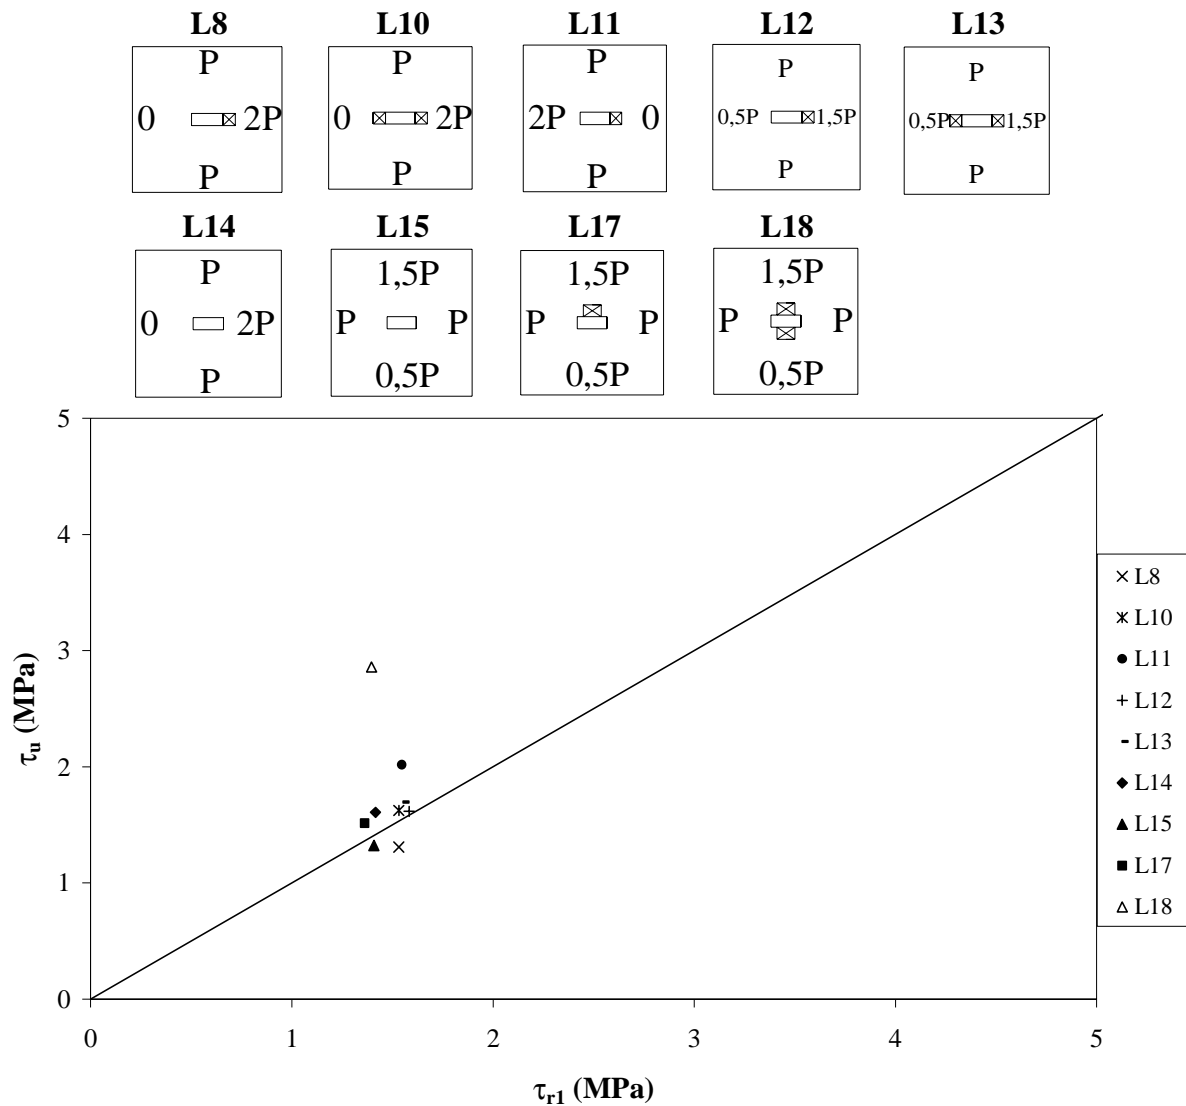 L8 L10 L11 L12 L13
P P P P P
0 2P 0 2P 2P 0 0,5P 1,5P 0,5P 1,5P
P P P P P
L14 L15 L17 L18
P 1,5P 1,5P 1,5P
0 2P P P P P P P
P 0,5P 0,5P 0,5P
5
4
3
2
1
0
τu (MPa)
0 1 2 3 4 5
τr1 (MPa)
L8
L10
L11
L12
L13
L14
L15
L17
L18